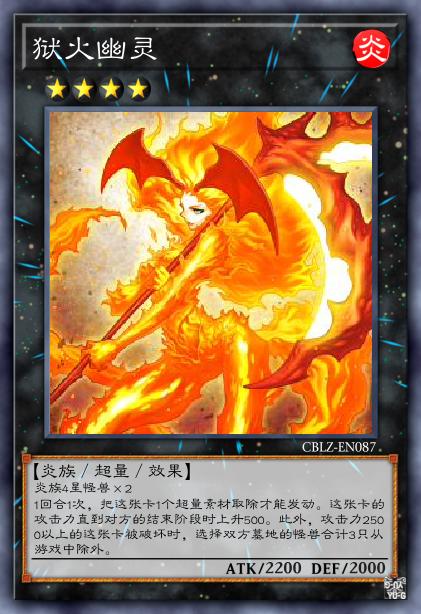 狱火幽灵
炎
CBLZ-EN087
【炎族／超量／效果】
炎族4星怪兽×2
1回合1次，把这张卡1个超量素材取除才能发动。这张卡的
攻击力直到对方的结束阶段时上升500。此外，攻击力250
0以上的这张卡被破坏时，选择双方墓地的怪兽合计3只从
游戏中除外。
ATK/2200 DEF/2000